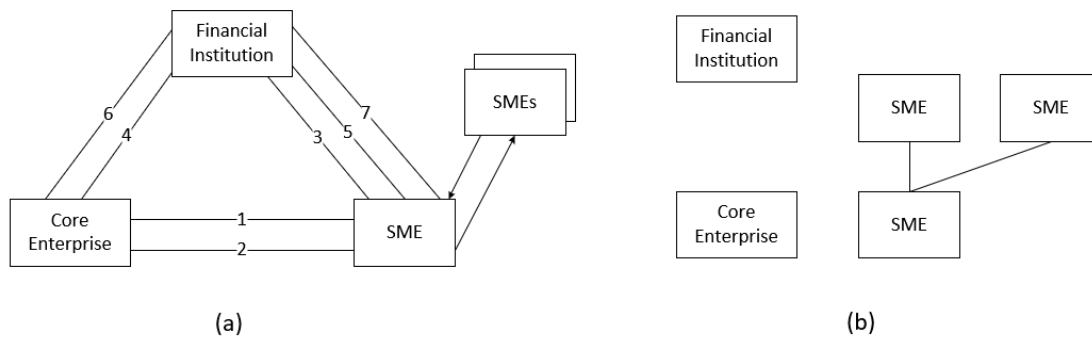 Financial
Institution
SMEs
6
4
3
5
7
Core
Enterprise
1
2
SME
(a)
Financial
Institution
SME
SME
Core
Enterprise
SME
(b)